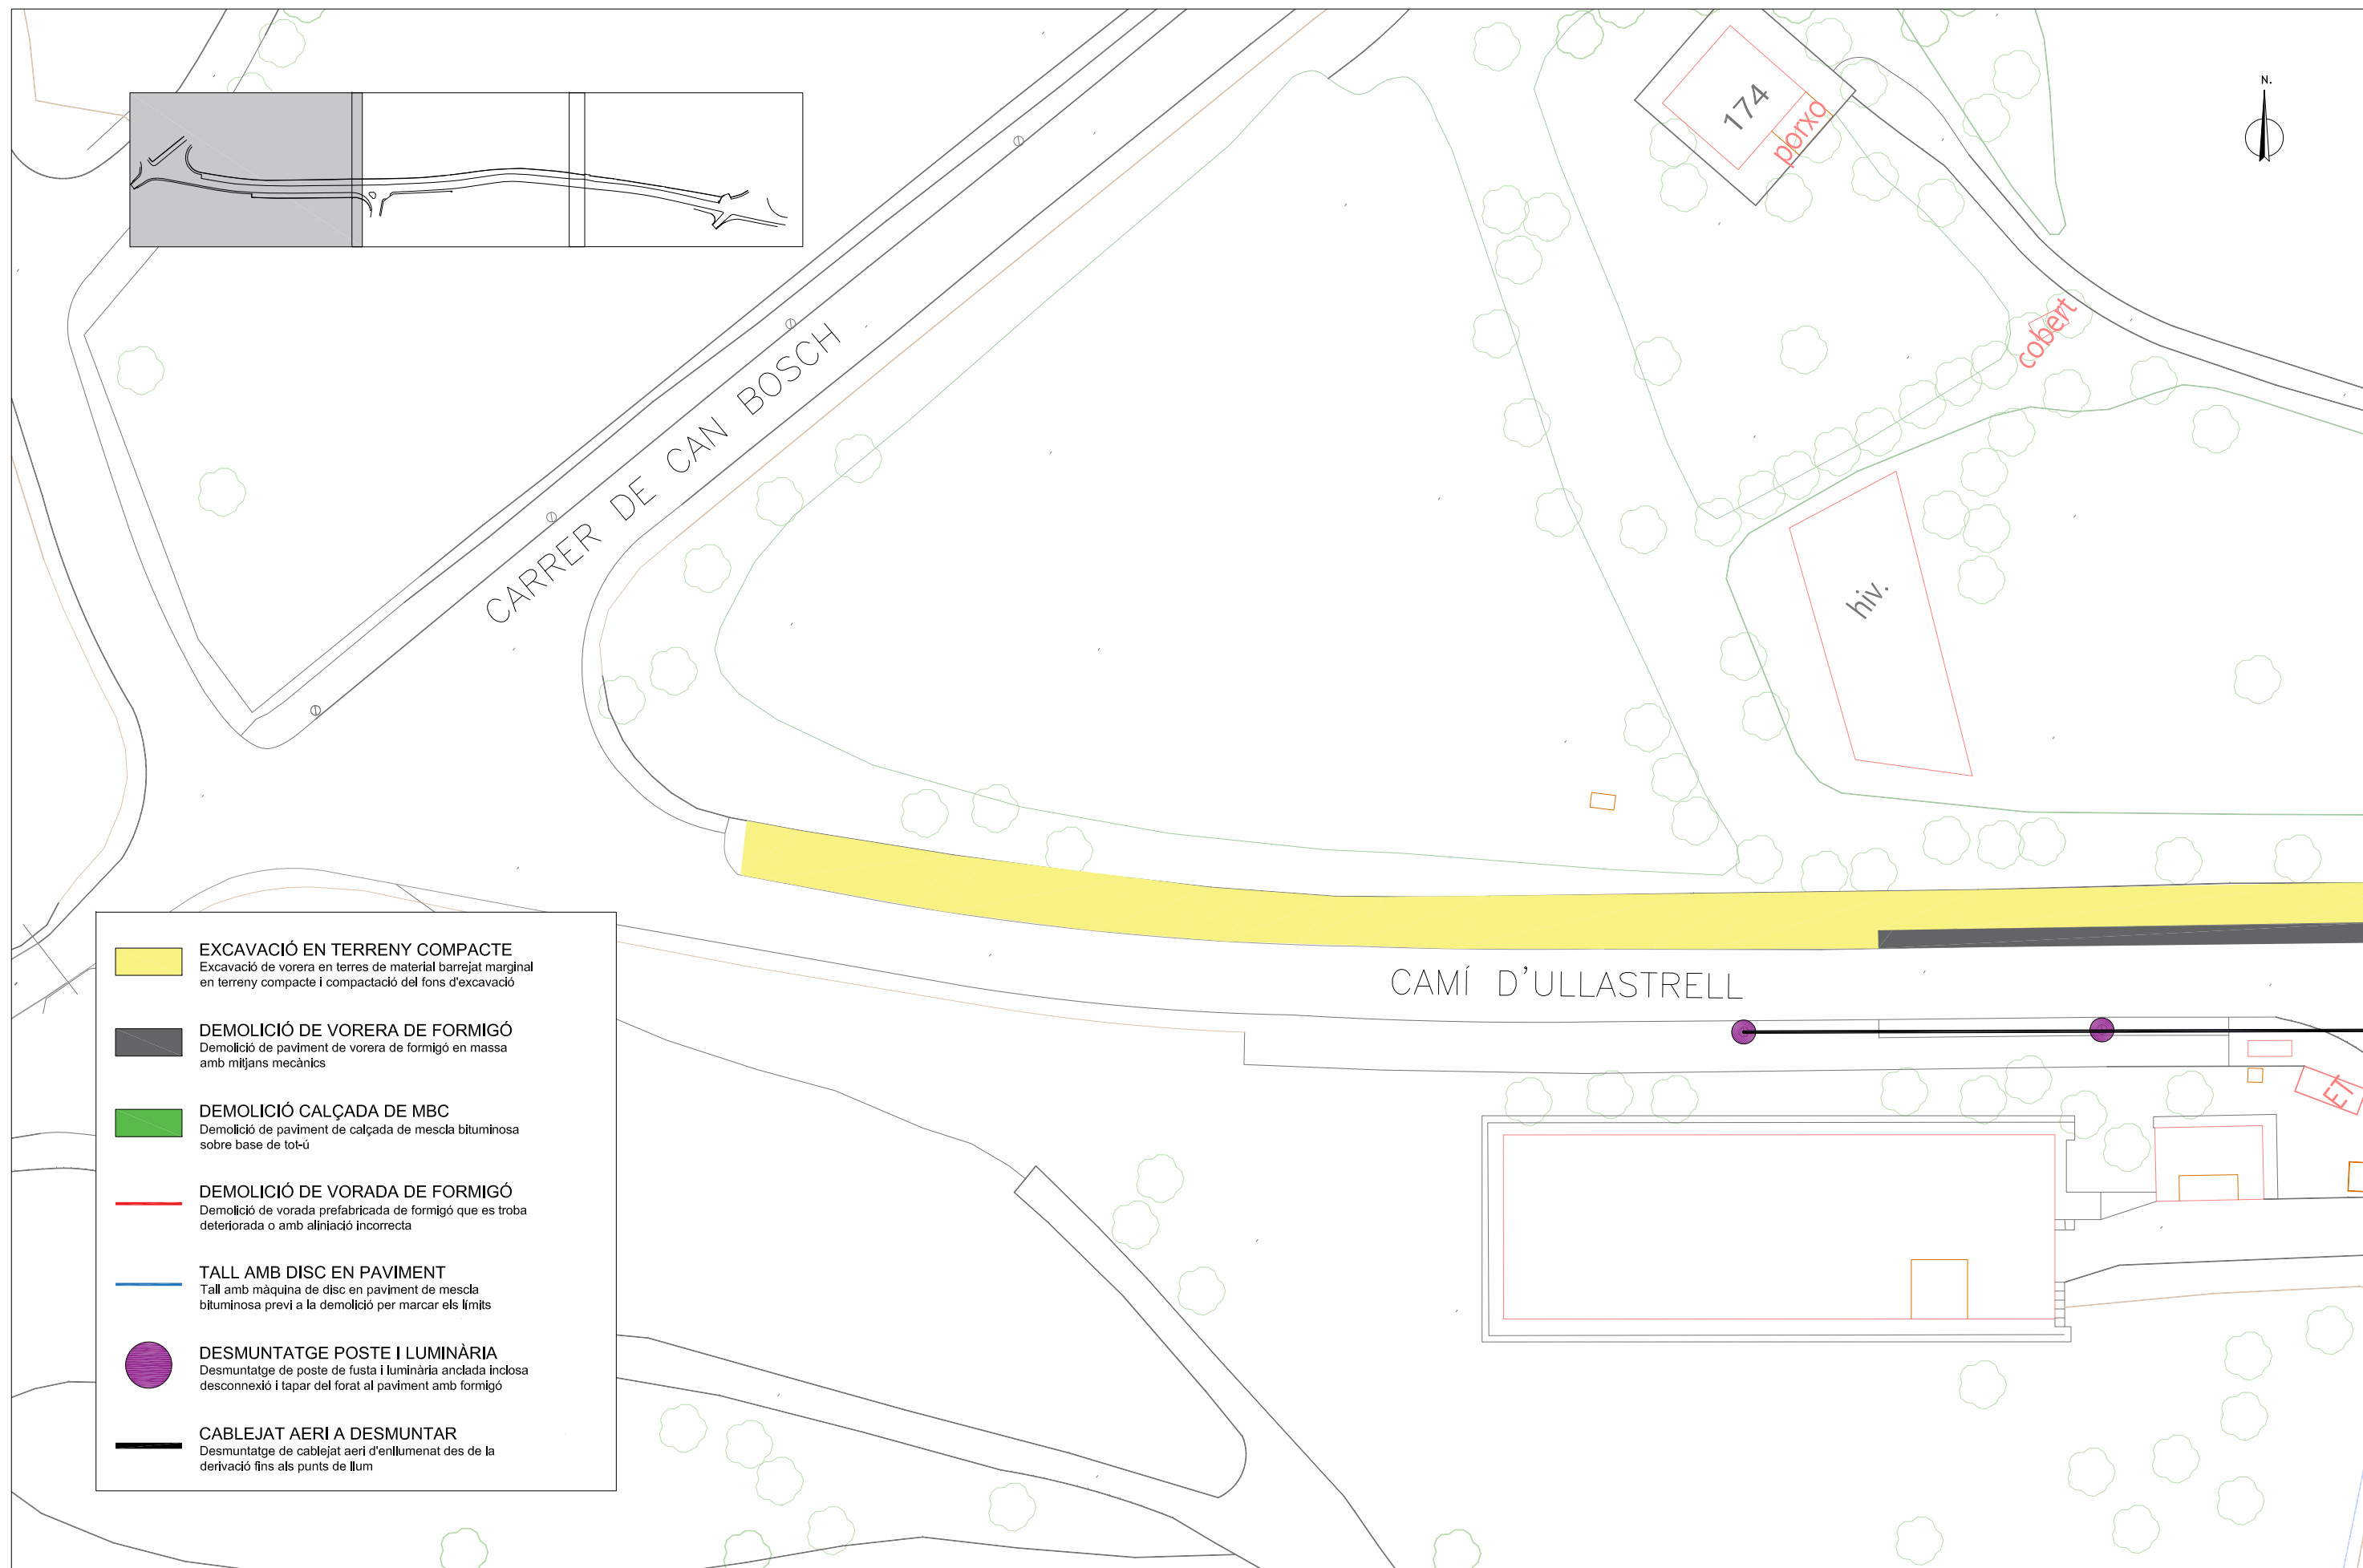 N.
174
porxo
cobert
CARRER DE CAN BOSCH
hiv.
CAMÍ D'ULLASTRELL
ET
EXCAVACIÓ EN TERRENY COMPACTE
Excavació de vorera en terres de material barrejat marginal
en terreny compacte i compactació del fons d'excavació
DEMOLICIÓ DE VORERA DE FORMIGÓ
Demolició de paviment de vorera de formigó en massa
amb mitjans mecànics
DEMOLICIÓ CALÇADA DE MBC
Demolició de paviment de calçada de mescla bituminosa
sobre base de tot-ú
DEMOLICIÓ DE VORADA DE FORMIGÓ
Demolició de vorada prefabricada de formigó que es troba
deteriorada o amb aliniació incorrecta
TALL AMB DISC EN PAVIMENT
Tall amb màquina de disc en paviment de mescla
bituminosa previ a la demolició per marcar els límits
DESMUNTATGE POSTE I LUMINÀRIA
Desmuntatge de poste de fusta i luminària anclada inclosa
desconnexió i tapar del forat al paviment amb formigó
CABLEJAT AERI A DESMUNTAR
Desmuntatge de cablejat aeri d'enllumenat des de la
derivació fins als punts de llum